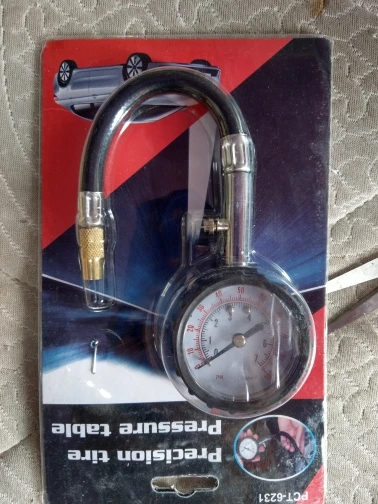 PCT-6231
Precision tire
Pressure table